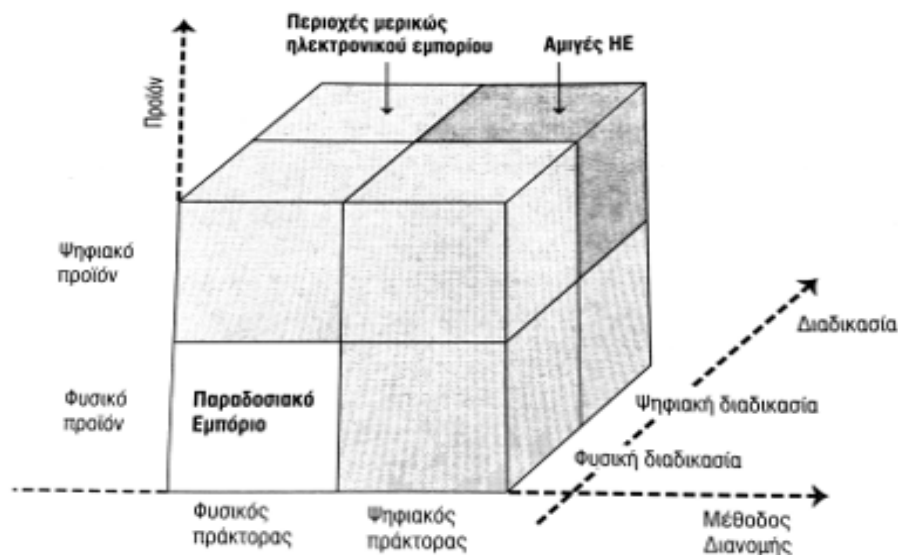 Περιοχές μερικώς
ηλεκτρονικού εμπορίου
Αμιγές ΗΕ
Προϊόν
Ψηφιακό
προϊόν
Διαδικασία
Φυσικό
προϊόν
Παραδοσιακό
Εμπόριο
Ψηφιακή διαδικασία
Φυσική διαδικασία
Φυσικός
πράκτορας
Ψηφιακός
πράκτορας
Μέθοδος
Διανομής